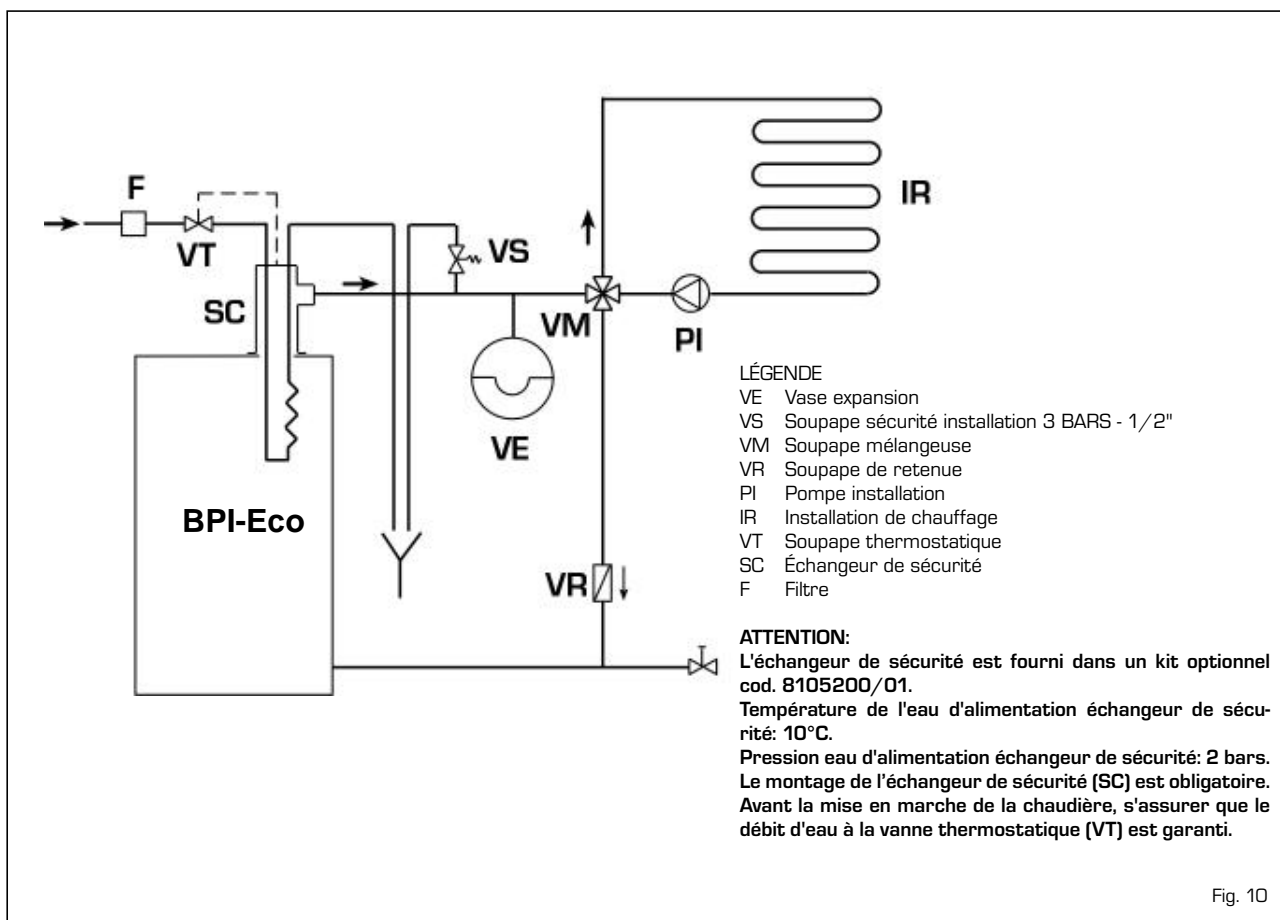 F
VT
VS
SC
VM
PI
IR
VE
BPI-Eco
VR
LÉGENDE
VE Vase expansion
VS Soupape sécurité installation 3 BARS - 1/2"
VM Soupape mélangeuse
VR Soupape de retenue
PI Pompe installation
IR Installation de chauffage
VT Soupape thermostatique
SC Échangeur de sécurité
F Filtre
ATTENTION:
L'échangeur de sécurité est fourni dans un kit optionnel
cod. 8105200/01.
Température de l'eau d'alimentation échangeur de sécu-
rité: 10°C.
Pression eau d'alimentation échangeur de sécurité: 2 bars.
Le montage de l'échangeur de sécurité (SC) est obligatoire.
Avant la mise en marche de la chaudière, s'assurer que le
débit d'eau à la vanne thermostatique (VT) est garanti.
Fig. 10